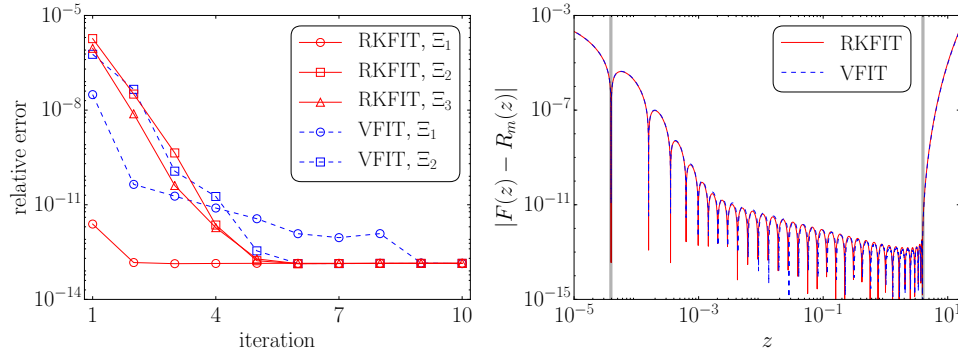 relative error
10⁻⁵
10⁻⁸
10⁻¹¹
10⁻¹⁴
1
4
7
10
iteration
RKFIT, Ξ₁
RKFIT, Ξ₂
RKFIT, Ξ₃
VFIT, Ξ₁
VFIT, Ξ₂
|F(z) − Rₘ(z)|
10⁻³
10⁻⁷
10⁻¹¹
10⁻¹⁵
10⁻⁵
10⁻³
10⁻¹
10¹
z
RKFIT
VFIT